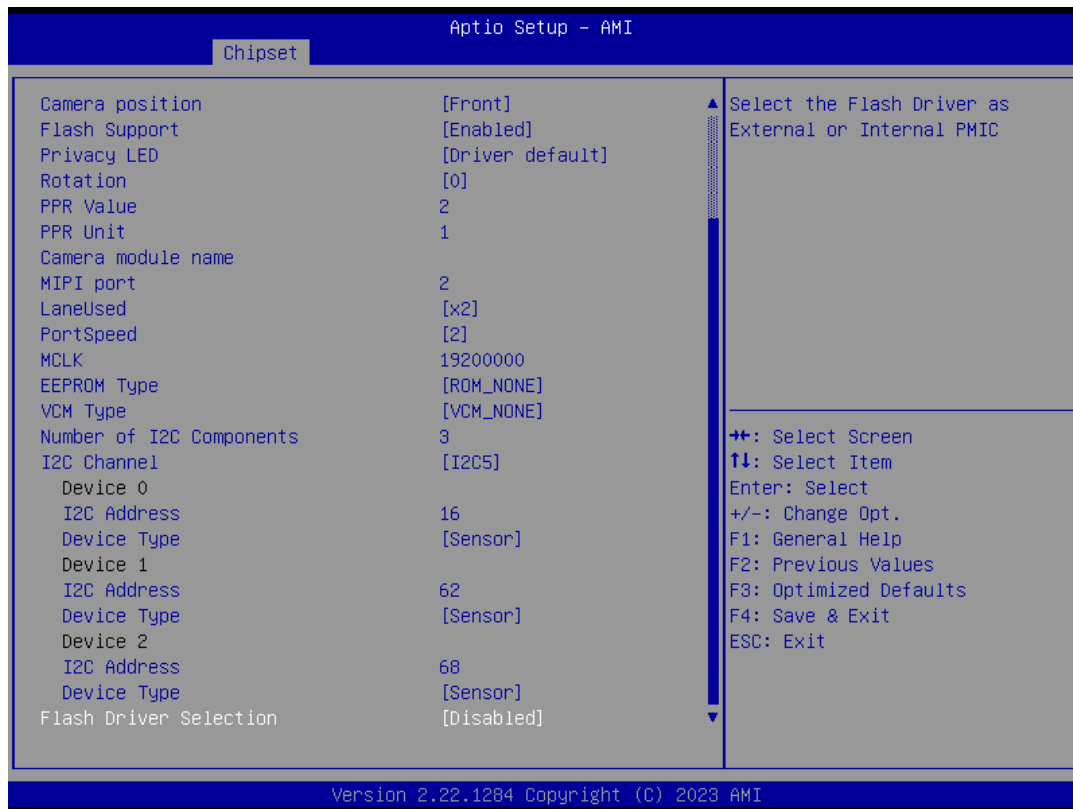 Aptio Setup – AMI
Chipset
Camera position [Front]
Flash Support [Enabled]
Privacy LED [Driver default]
Rotation [0]
PPR Value 2
PPR Unit 1
Camera module name
MIPI port 2
LaneUsed [x2]
PortSpeed [2]
MCLK 19200000
EEPROM Type [ROM_NONE]
VCM Type [VCM_NONE]
Number of I2C Components 3
I2C Channel [I2C5]
Device 0
I2C Address 16
Device Type [Sensor]
Device 1
I2C Address 62
Device Type [Sensor]
Device 2
I2C Address 68
Device Type [Sensor]
Flash Driver Selection [Disabled]
Select the Flash Driver as
External or Internal PMIC
→←: Select Screen
↑↓: Select Item
Enter: Select
+/-: Change Opt.
F1: General Help
F2: Previous Values
F3: Optimized Defaults
F4: Save & Exit
ESC: Exit
Version 2.22.1284 Copyright (C) 2023 AMI